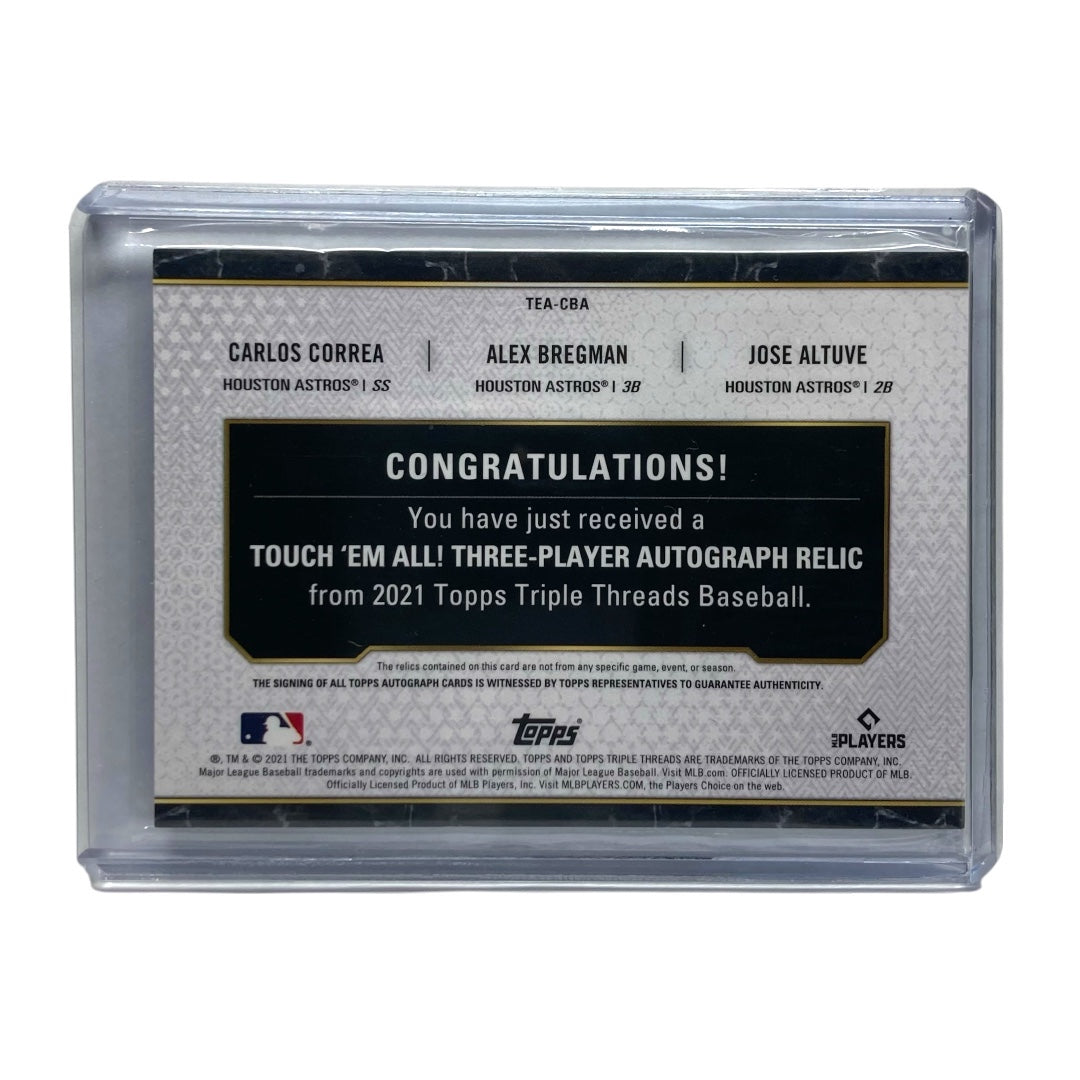 TEA-CBA
CARLOS CORREA | ALEX BREGMAN | JOSE ALTUVE
HOUSTON ASTROS® | SS HOUSTON ASTROS® | 3B HOUSTON ASTROS® | 2B
CONGRATULATIONS!
You have just received a
TOUCH ‘EM ALL! THREE-PLAYER AUTOGRAPH RELIC
from 2021 Topps Triple Threads Baseball.
The relics contained on this card are not from any specific game, event, or season.
THE SIGNING OF ALL TOPPS AUTOGRAPH CARDS IS WITNESSED BY TOPPS REPRESENTATIVES TO GUARANTEE AUTHENTICITY.
topps® MLB PLAYERS
®, TM & © 2021 THE TOPPS COMPANY, INC. ALL RIGHTS RESERVED. TOPPS AND TOPPS TRIPLE THREADS ARE TRADEMARKS OF THE TOPPS COMPANY, INC.
Major League Baseball trademarks and copyrights are used with permission of Major League Baseball. Visit MLB.com. OFFICIALLY LICENSED PRODUCT OF MLB.
Officially Licensed Product of MLB Players, Inc. Visit MLBPLAYERS.COM, the Players Choice on the web.